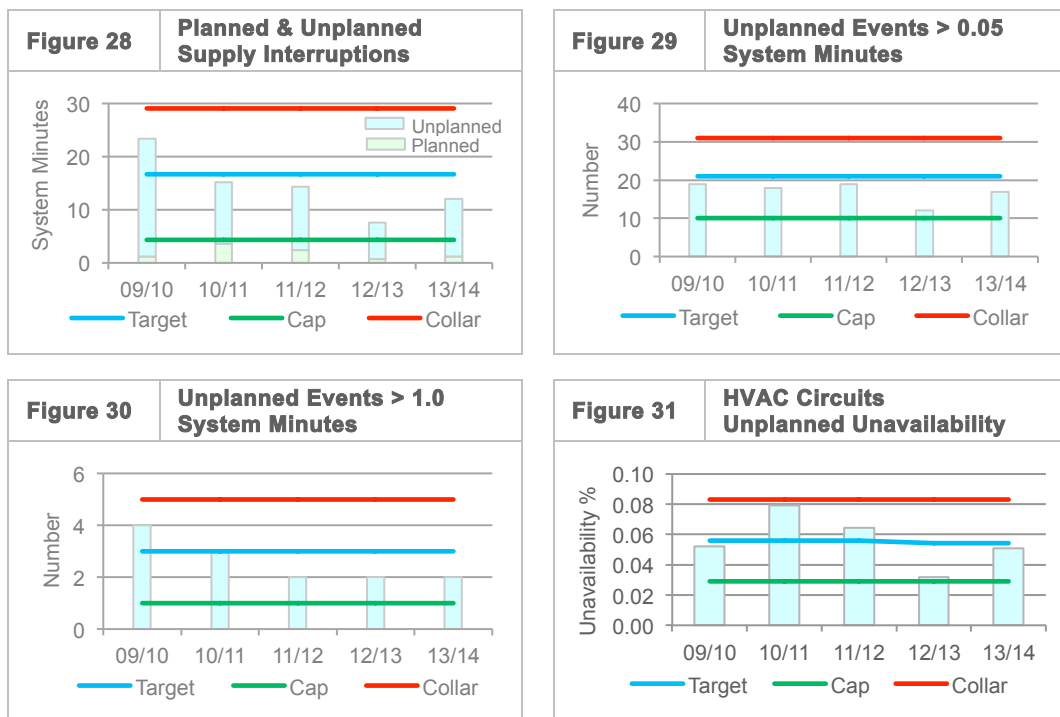 Figure 28
Planned & Unplanned
Supply Interruptions
System Minutes
30
20
10
0
Unplanned
Planned
09/10 10/11 11/12 12/13 13/14
Target Cap Collar
Figure 29
Unplanned Events > 0.05
System Minutes
Number
40
30
20
10
0
09/10 10/11 11/12 12/13 13/14
Target Cap Collar
Figure 30
Unplanned Events > 1.0
System Minutes
Number
6
4
2
0
09/10 10/11 11/12 12/13 13/14
Target Cap Collar
Figure 31
HVAC Circuits
Unplanned Unavailability
Unavailability %
0.10
0.08
0.06
0.04
0.02
0.00
09/10 10/11 11/12 12/13 13/14
Target Cap Collar